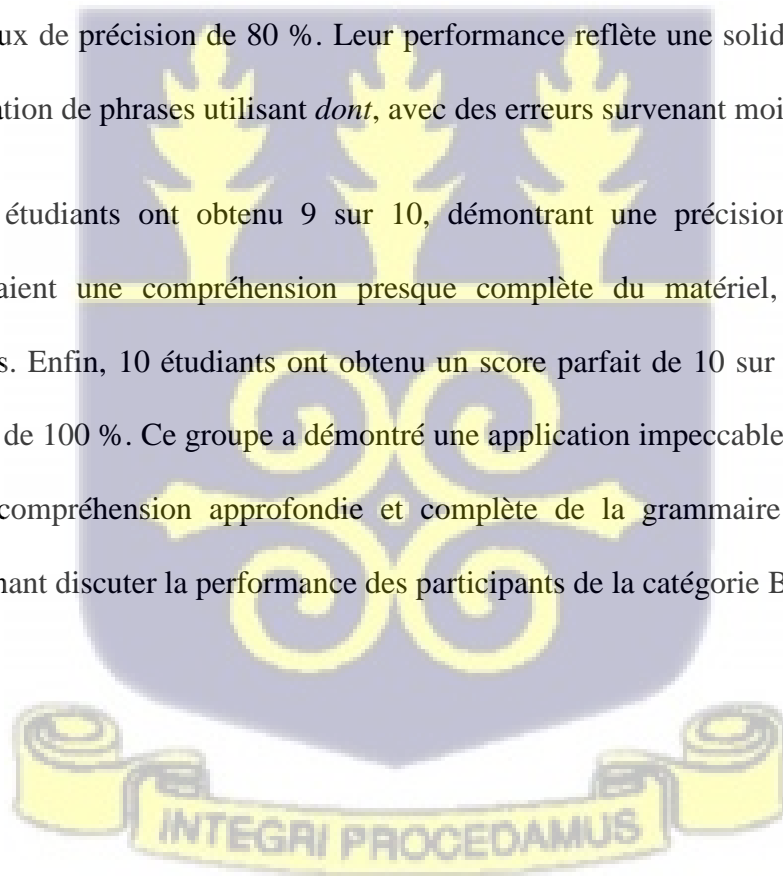 ux de précision de 80 %. Leur performance reflète une solid
ation de phrases utilisant dont, avec des erreurs survenant moi
étudiants ont obtenu 9 sur 10, démontrant une précision
aient une compréhension presque complète du matériel,
s. Enfin, 10 étudiants ont obtenu un score parfait de 10 sur
de 100 %. Ce groupe a démontré une application impeccable
compréhension approfondie et complète de la grammaire
nant discuter la performance des participants de la catégorie B
INTEGRI PROCEDAMUS